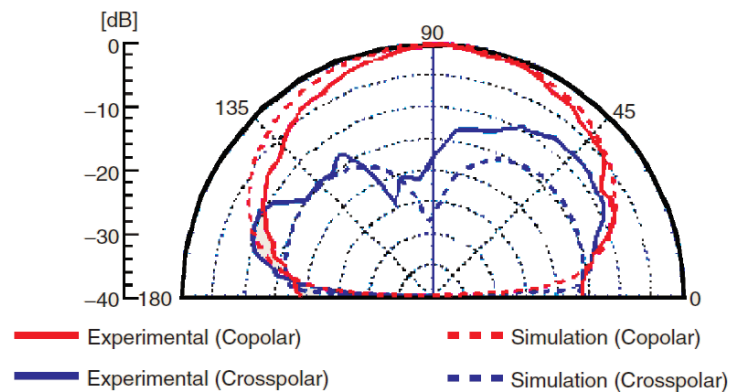 [dB]
90
0
-10
135
45
-20
-30
-40
180
0
Experimental (Copolar)
Simulation (Copolar)
Experimental (Crosspolar)
Simulation (Crosspolar)